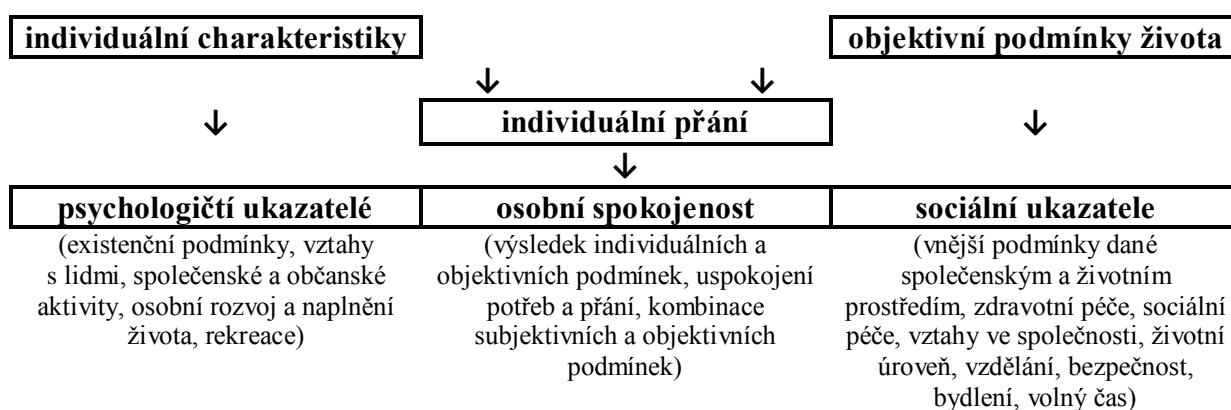 individuální charakteristiky
objektivní podmínky života
↓ ↓
↓ individuální přání ↓
↓
psychologičtí ukazatelé
(existenční podmínky, vztahy
s lidmi, společenské a občanské
aktivity, osobní rozvoj a naplnění
života, rekreace)
osobní spokojenost
(výsledek individuálních a
objektivních podmínek, uspokojení
potřeb a přání, kombinace
subjektivních a objektivních
podmínek)
sociální ukazatele
(vnější podmínky dané
společenským a životním
prostředím, zdravotní péče, sociální
péče, vztahy ve společnosti, životní
úroveň, vzdělání, bezpečnost,
bydlení, volný čas)